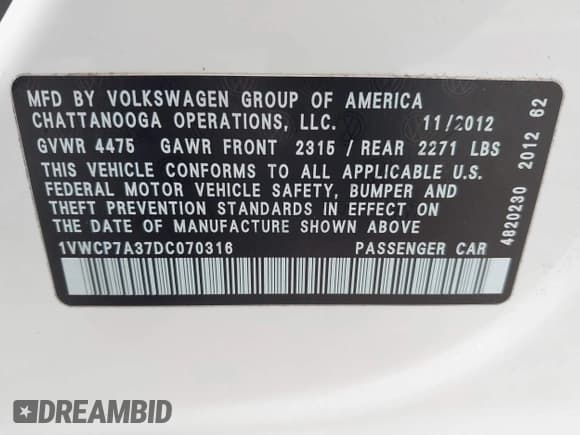 MFD BY VOLKSWAGEN GROUP OF AMERICA
CHATTANOOGA OPERATIONS, LLC. 11/2012
GVWR 4475 GAWR FRONT 2315 / REAR 2271 LBS
THIS VEHICLE CONFORMS TO ALL APPLICABLE U.S.
FEDERAL MOTOR VEHICLE SAFETY, BUMPER AND
THEFT PREVENTION STANDARDS IN EFFECT ON
THE DATE OF MANUFACTURE SHOWN ABOVE
1VWCP7A37DC070316 PASSENGER CAR
4820230 2012 62
DREAMBID